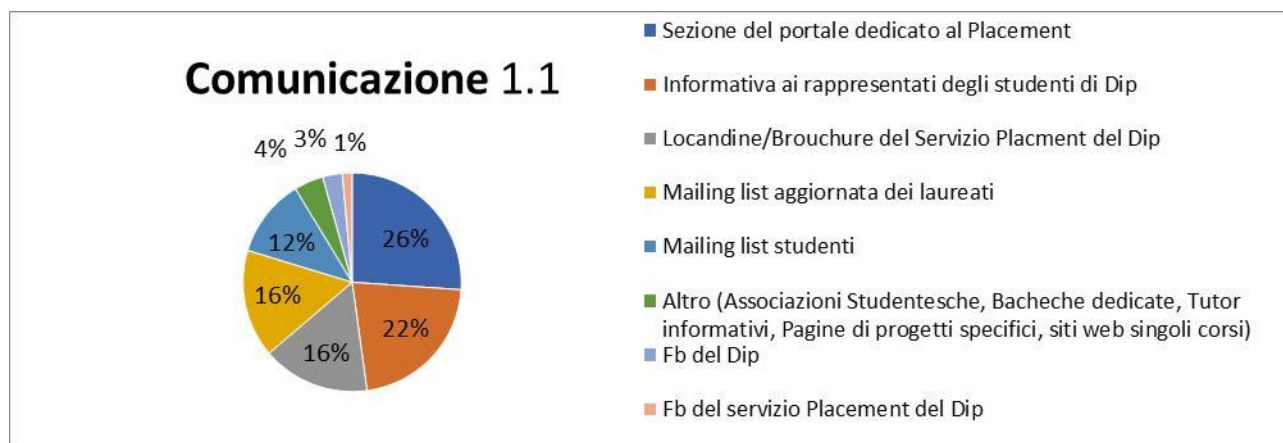 Comunicazione 1.1
4%
3%
1%
26%
12%
16%
22%
16%
Sezione del portale dedicato al Placement
Informativa ai rappresentati degli studenti di Dip
Locandine/Brouchure del Servizio Placment del Dip
Mailing list aggiornata dei laureati
Mailing list studenti
Altro (Associazioni Studentesche, Bacheche dedicate, Tutor
informativi, Pagine di progetti specifici, siti web singoli corsi)
Fb del Dip
Fb del servizio Placement del Dip